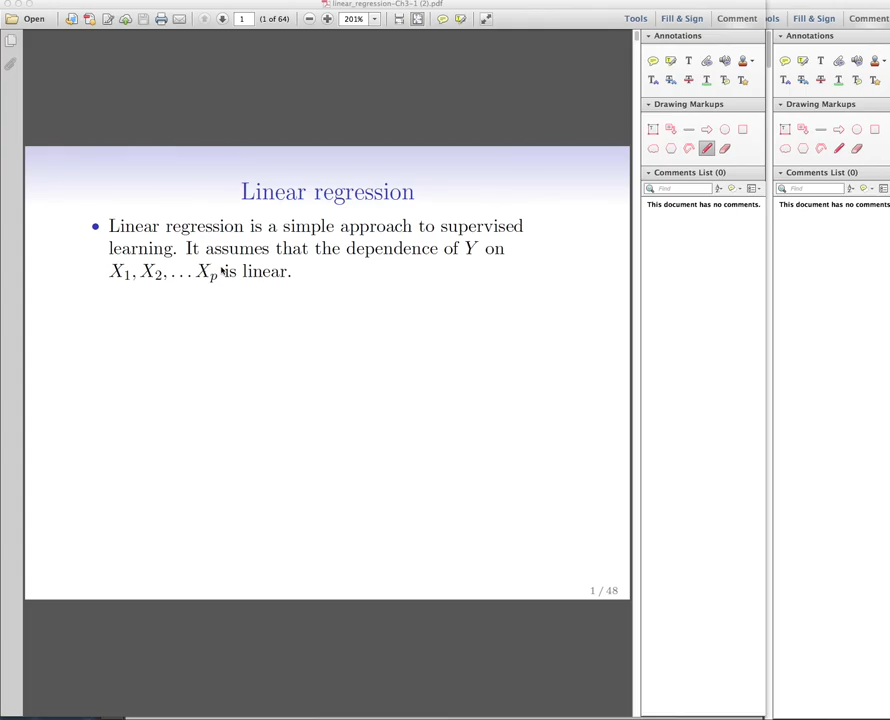 linear_regression-Ch3-1 (2).pdf
Open
1
(1 of 64)
201%
Tools
Fill & Sign
Comment
ols
Fill & Sign
Comment
Annotations
Annotations
Drawing Markups
Drawing Markups
Comments List (0)
Comments List (0)
Find
Find
This document has no comments.
This document has no comments.
Linear regression
• Linear regression is a simple approach to supervised
learning. It assumes that the dependence of Y on
X₁, X₂, . . . Xₚ is linear.
1 / 48